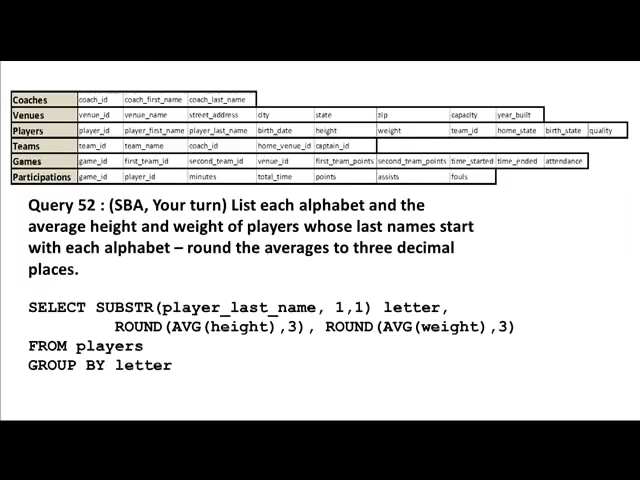 Coaches coach_id coach_first_name coach_last_name
Venues venue_id venue_name street_address city state zip capacity year_built
Players player_id player_first_name player_last_name birth_date height weight team_id home_state birth_state quality
Teams team_id team_name coach_id home_venue_id captain_id
Games game_id first_team_id second_team_id venue_id first_team_points second_team_points time_started time_ended attendance
Participations game_id player_id minutes total_time points assists fouls
Query 52 : (SBA, Your turn) List each alphabet and the
average height and weight of players whose last names start
with each alphabet – round the averages to three decimal
places.
SELECT SUBSTR(player_last_name, 1,1) letter,
ROUND(AVG(height),3), ROUND(AVG(weight),3)
FROM players
GROUP BY letter